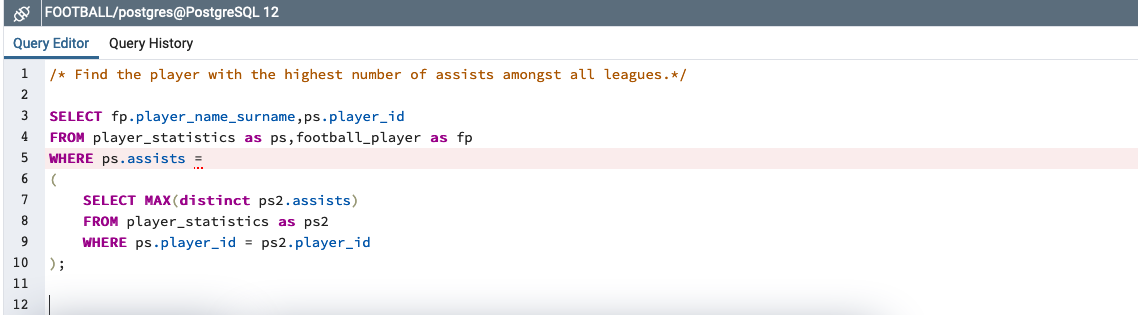 FOOTBALL/postgres@PostgreSQL 12
Query Editor Query History
1 /* Find the player with the highest number of assists amongst all leagues.*/
2
3 SELECT fp.player_name_surname,ps.player_id
4 FROM player_statistics as ps,football_player as fp
5 WHERE ps.assists =
6 (
7 SELECT MAX(distinct ps2.assists)
8 FROM player_statistics as ps2
9 WHERE ps.player_id = ps2.player_id
10 );
11
12